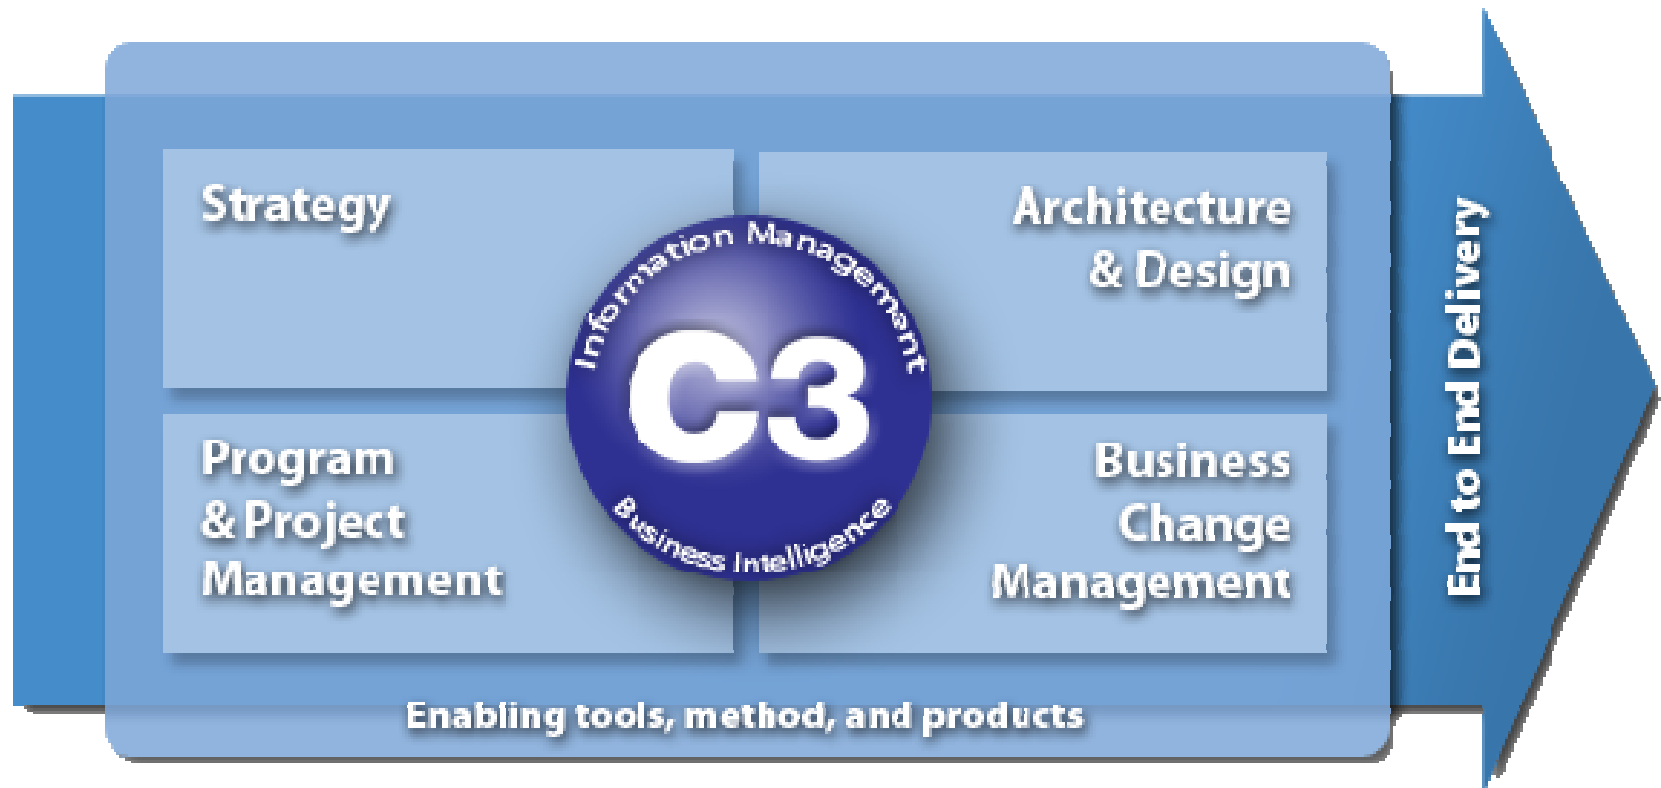 Strategy
Architecture
& Design
Information Management
C3
Business Intelligence
Program
& Project
Management
Business
Change
Management
Enabling tools, method, and products
End to End Delivery